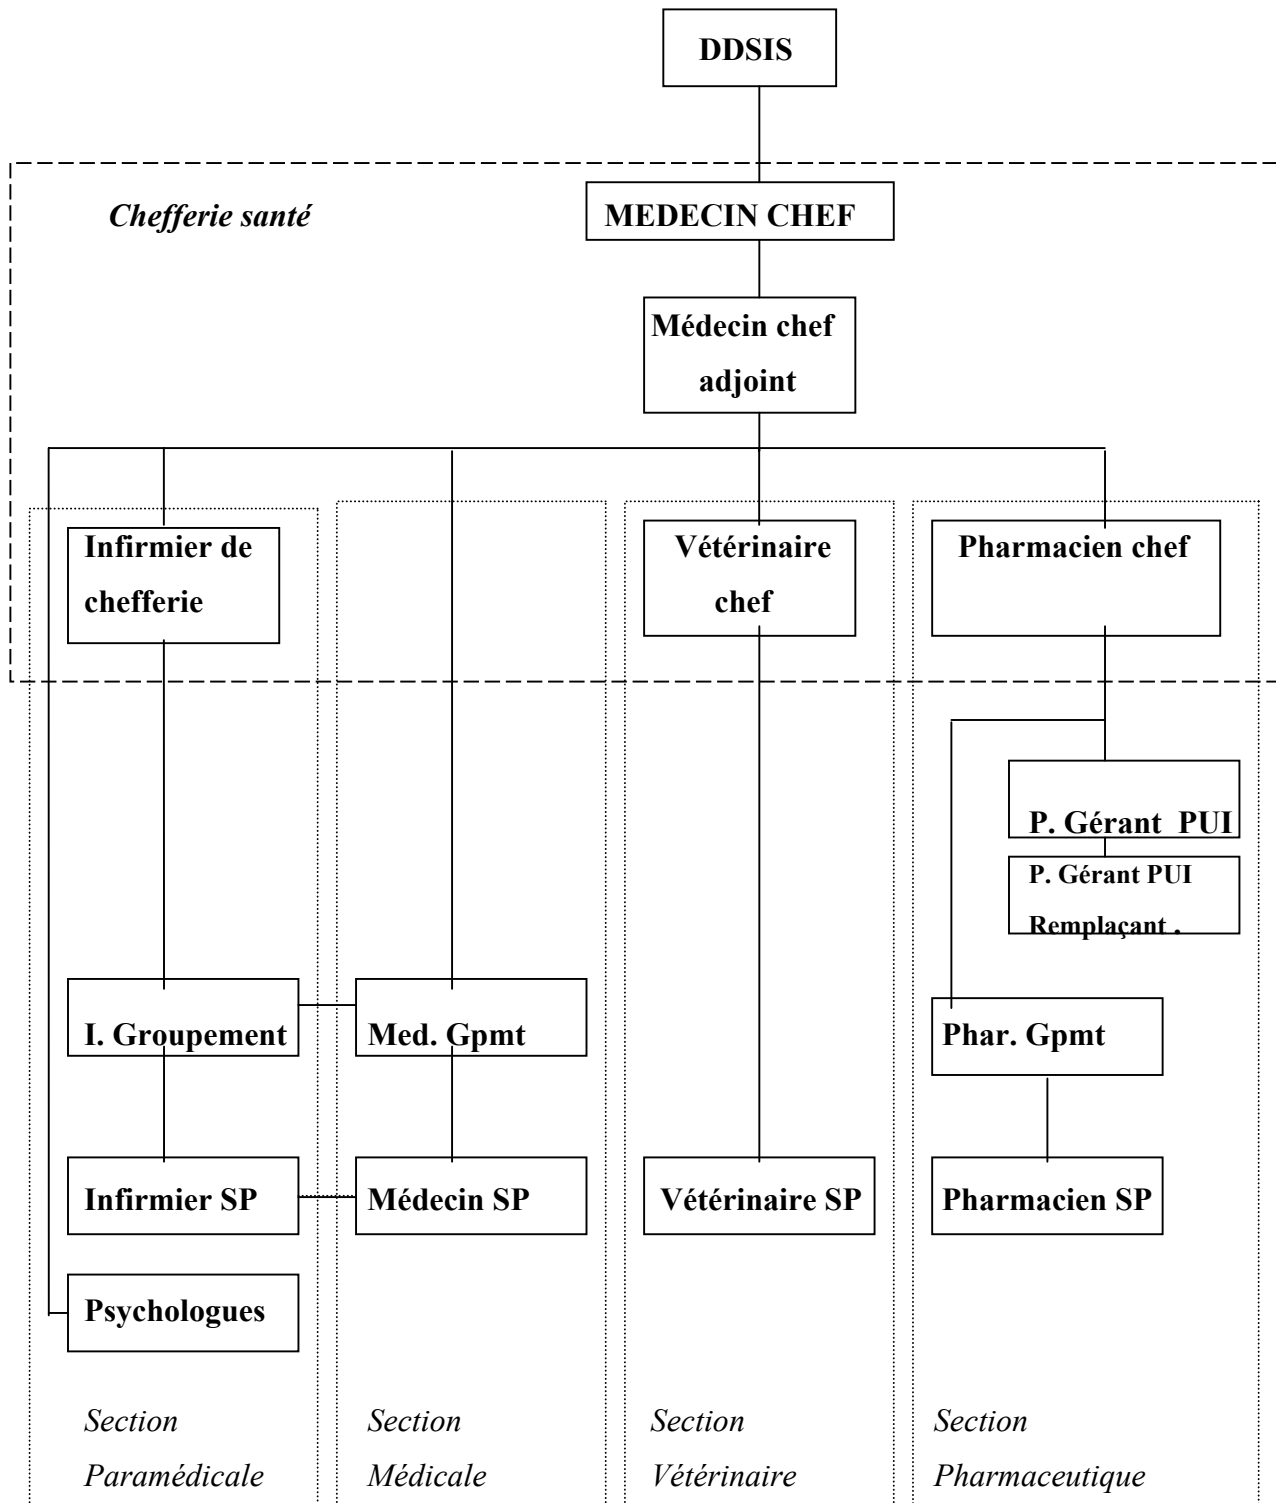 DDSIS
Chefferie santé
MEDECIN CHEF
Médecin chef
adjoint
Infirmier de
chefferie
Vétérinaire
chef
Pharmacien chef
P. Gérant  PUI
P. Gérant PUI
Remplaçant .
I. Groupement
Med. Gpmt
Phar. Gpmt
Infirmier SP
Médecin SP
Vétérinaire SP
Pharmacien SP
Psychologues
Section
Paramédicale
Section
Médicale
Section
Vétérinaire
Section
Pharmaceutique